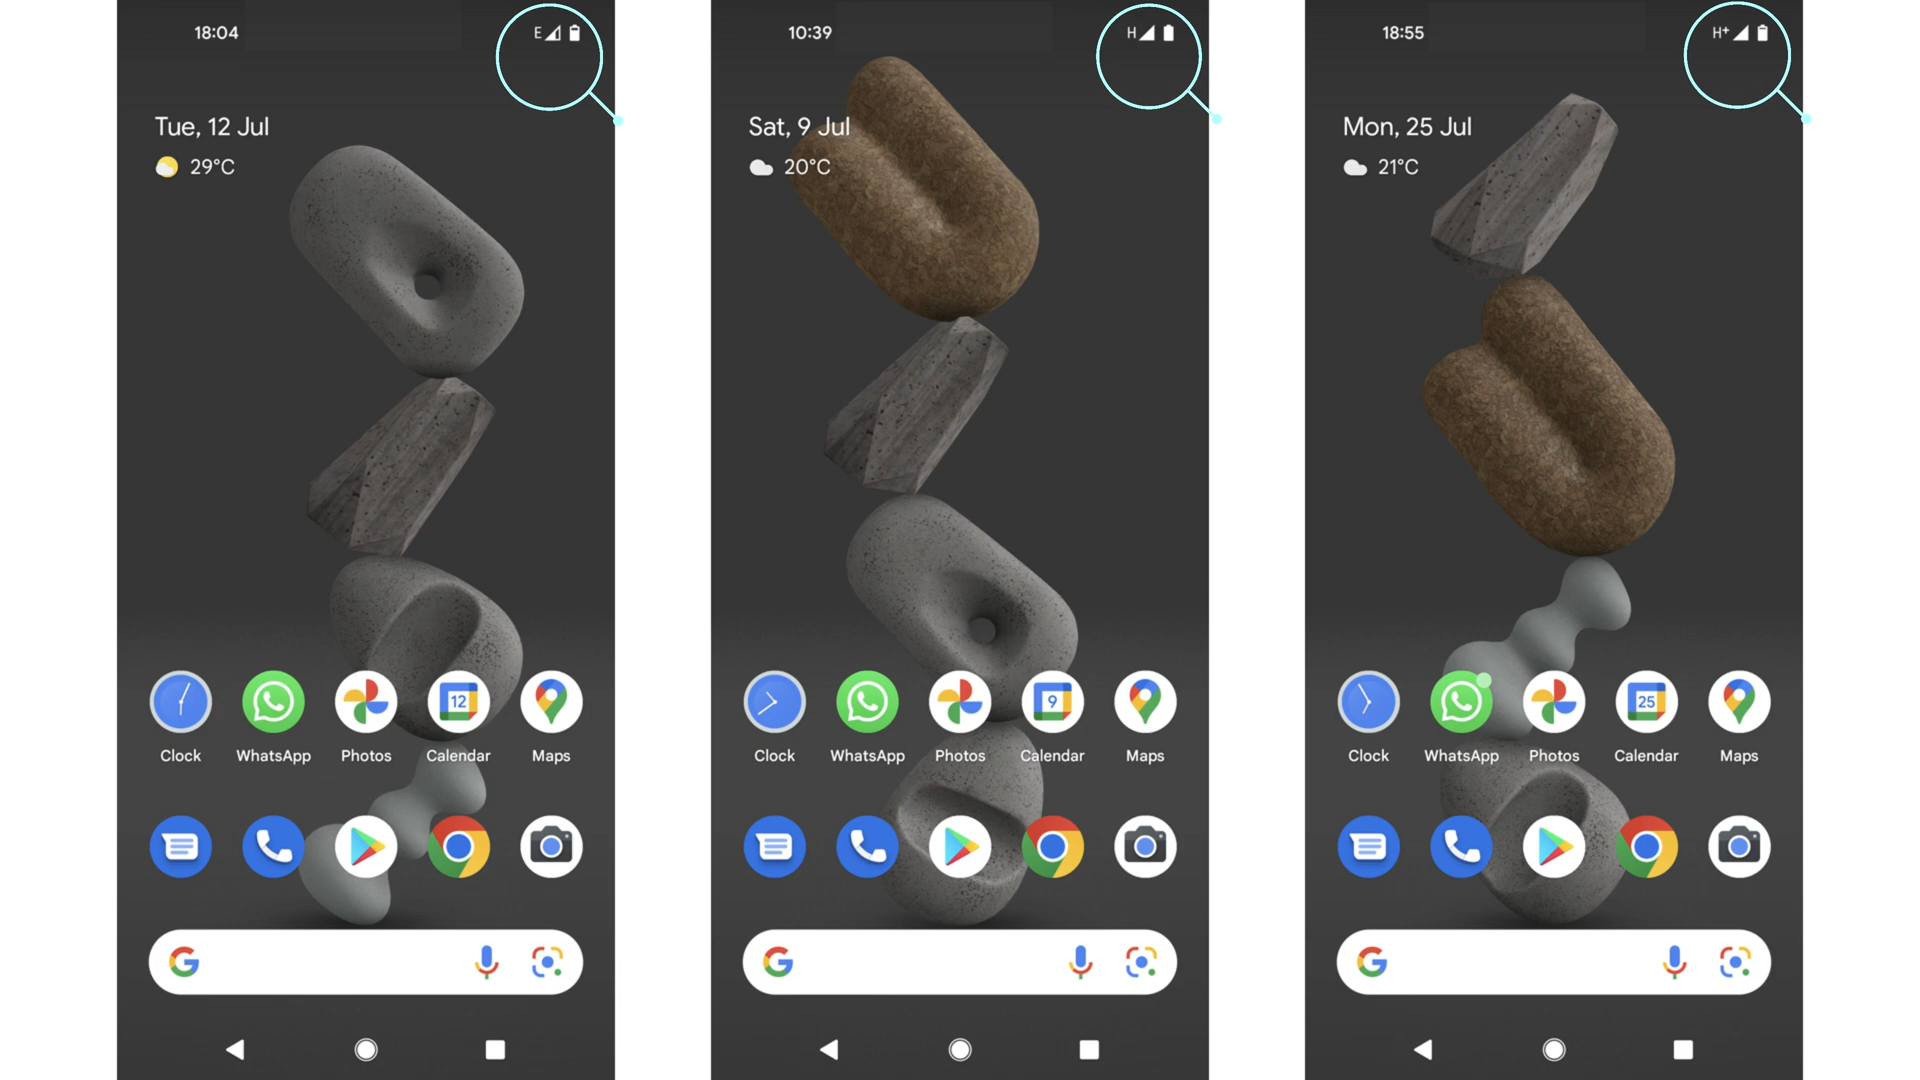 18:04 E
Tue, 12 Jul
29°C
12
Clock WhatsApp Photos Calendar Maps
G
10:39 H
Sat, 9 Jul
20°C
9
Clock WhatsApp Photos Calendar Maps
G
18:55 H+
Mon, 25 Jul
21°C
25
Clock WhatsApp Photos Calendar Maps
G